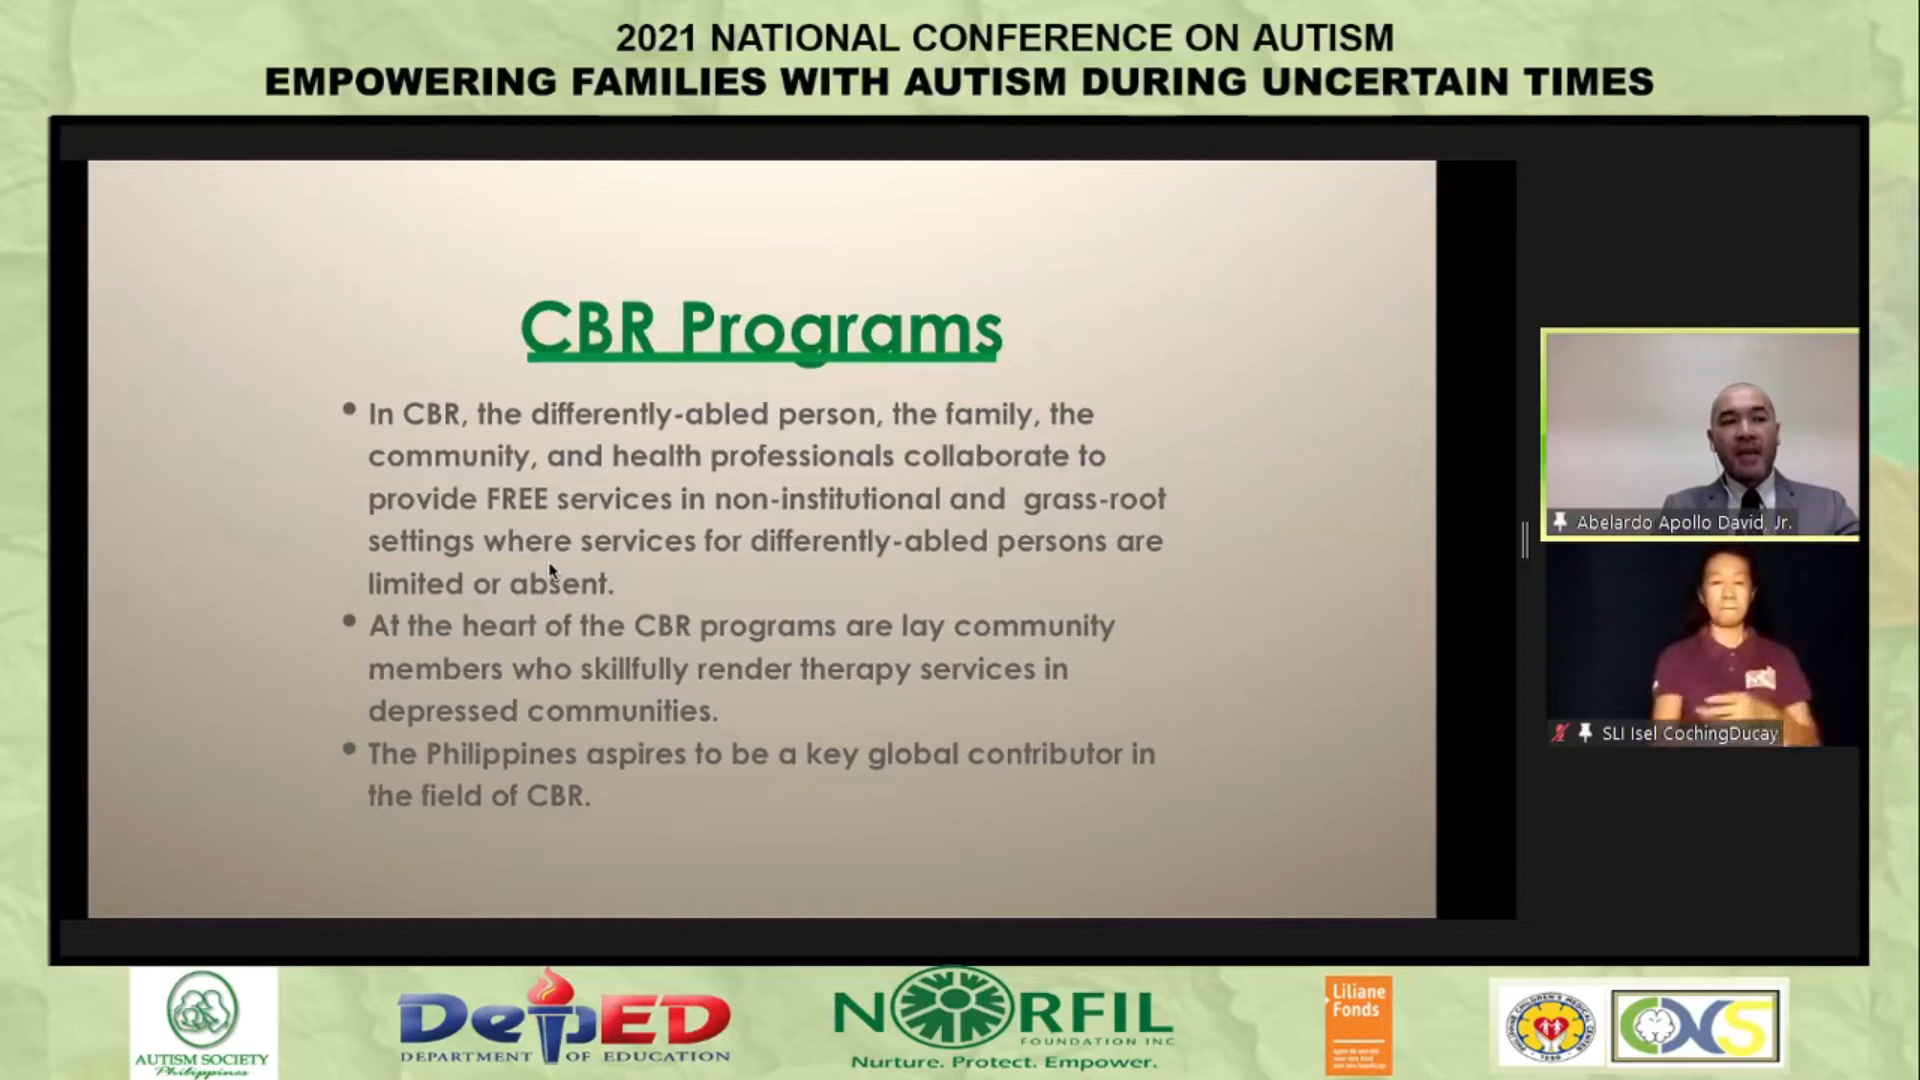 2021 NATIONAL CONFERENCE ON AUTISM
EMPOWERING FAMILIES WITH AUTISM DURING UNCERTAIN TIMES
CBR Programs
• In CBR, the differently-abled person, the family, the
community, and health professionals collaborate to
provide FREE services in non-institutional and grass-root
settings where services for differently-abled persons are
limited or absent.
• At the heart of the CBR programs are lay community
members who skillfully render therapy services in
depressed communities.
• The Philippines aspires to be a key global contributor in
the field of CBR.
Abelardo Apollo David, Jr.
SLI Isel CochingDucay
AUTISM SOCIETY
Philippines
DepED
DEPARTMENT OF EDUCATION
NORFIL
FOUNDATION INC
Nurture. Protect. Empower.
Liliane
Fonds
PHILIPPINE CHILDREN'S MEDICAL CENTER
1980